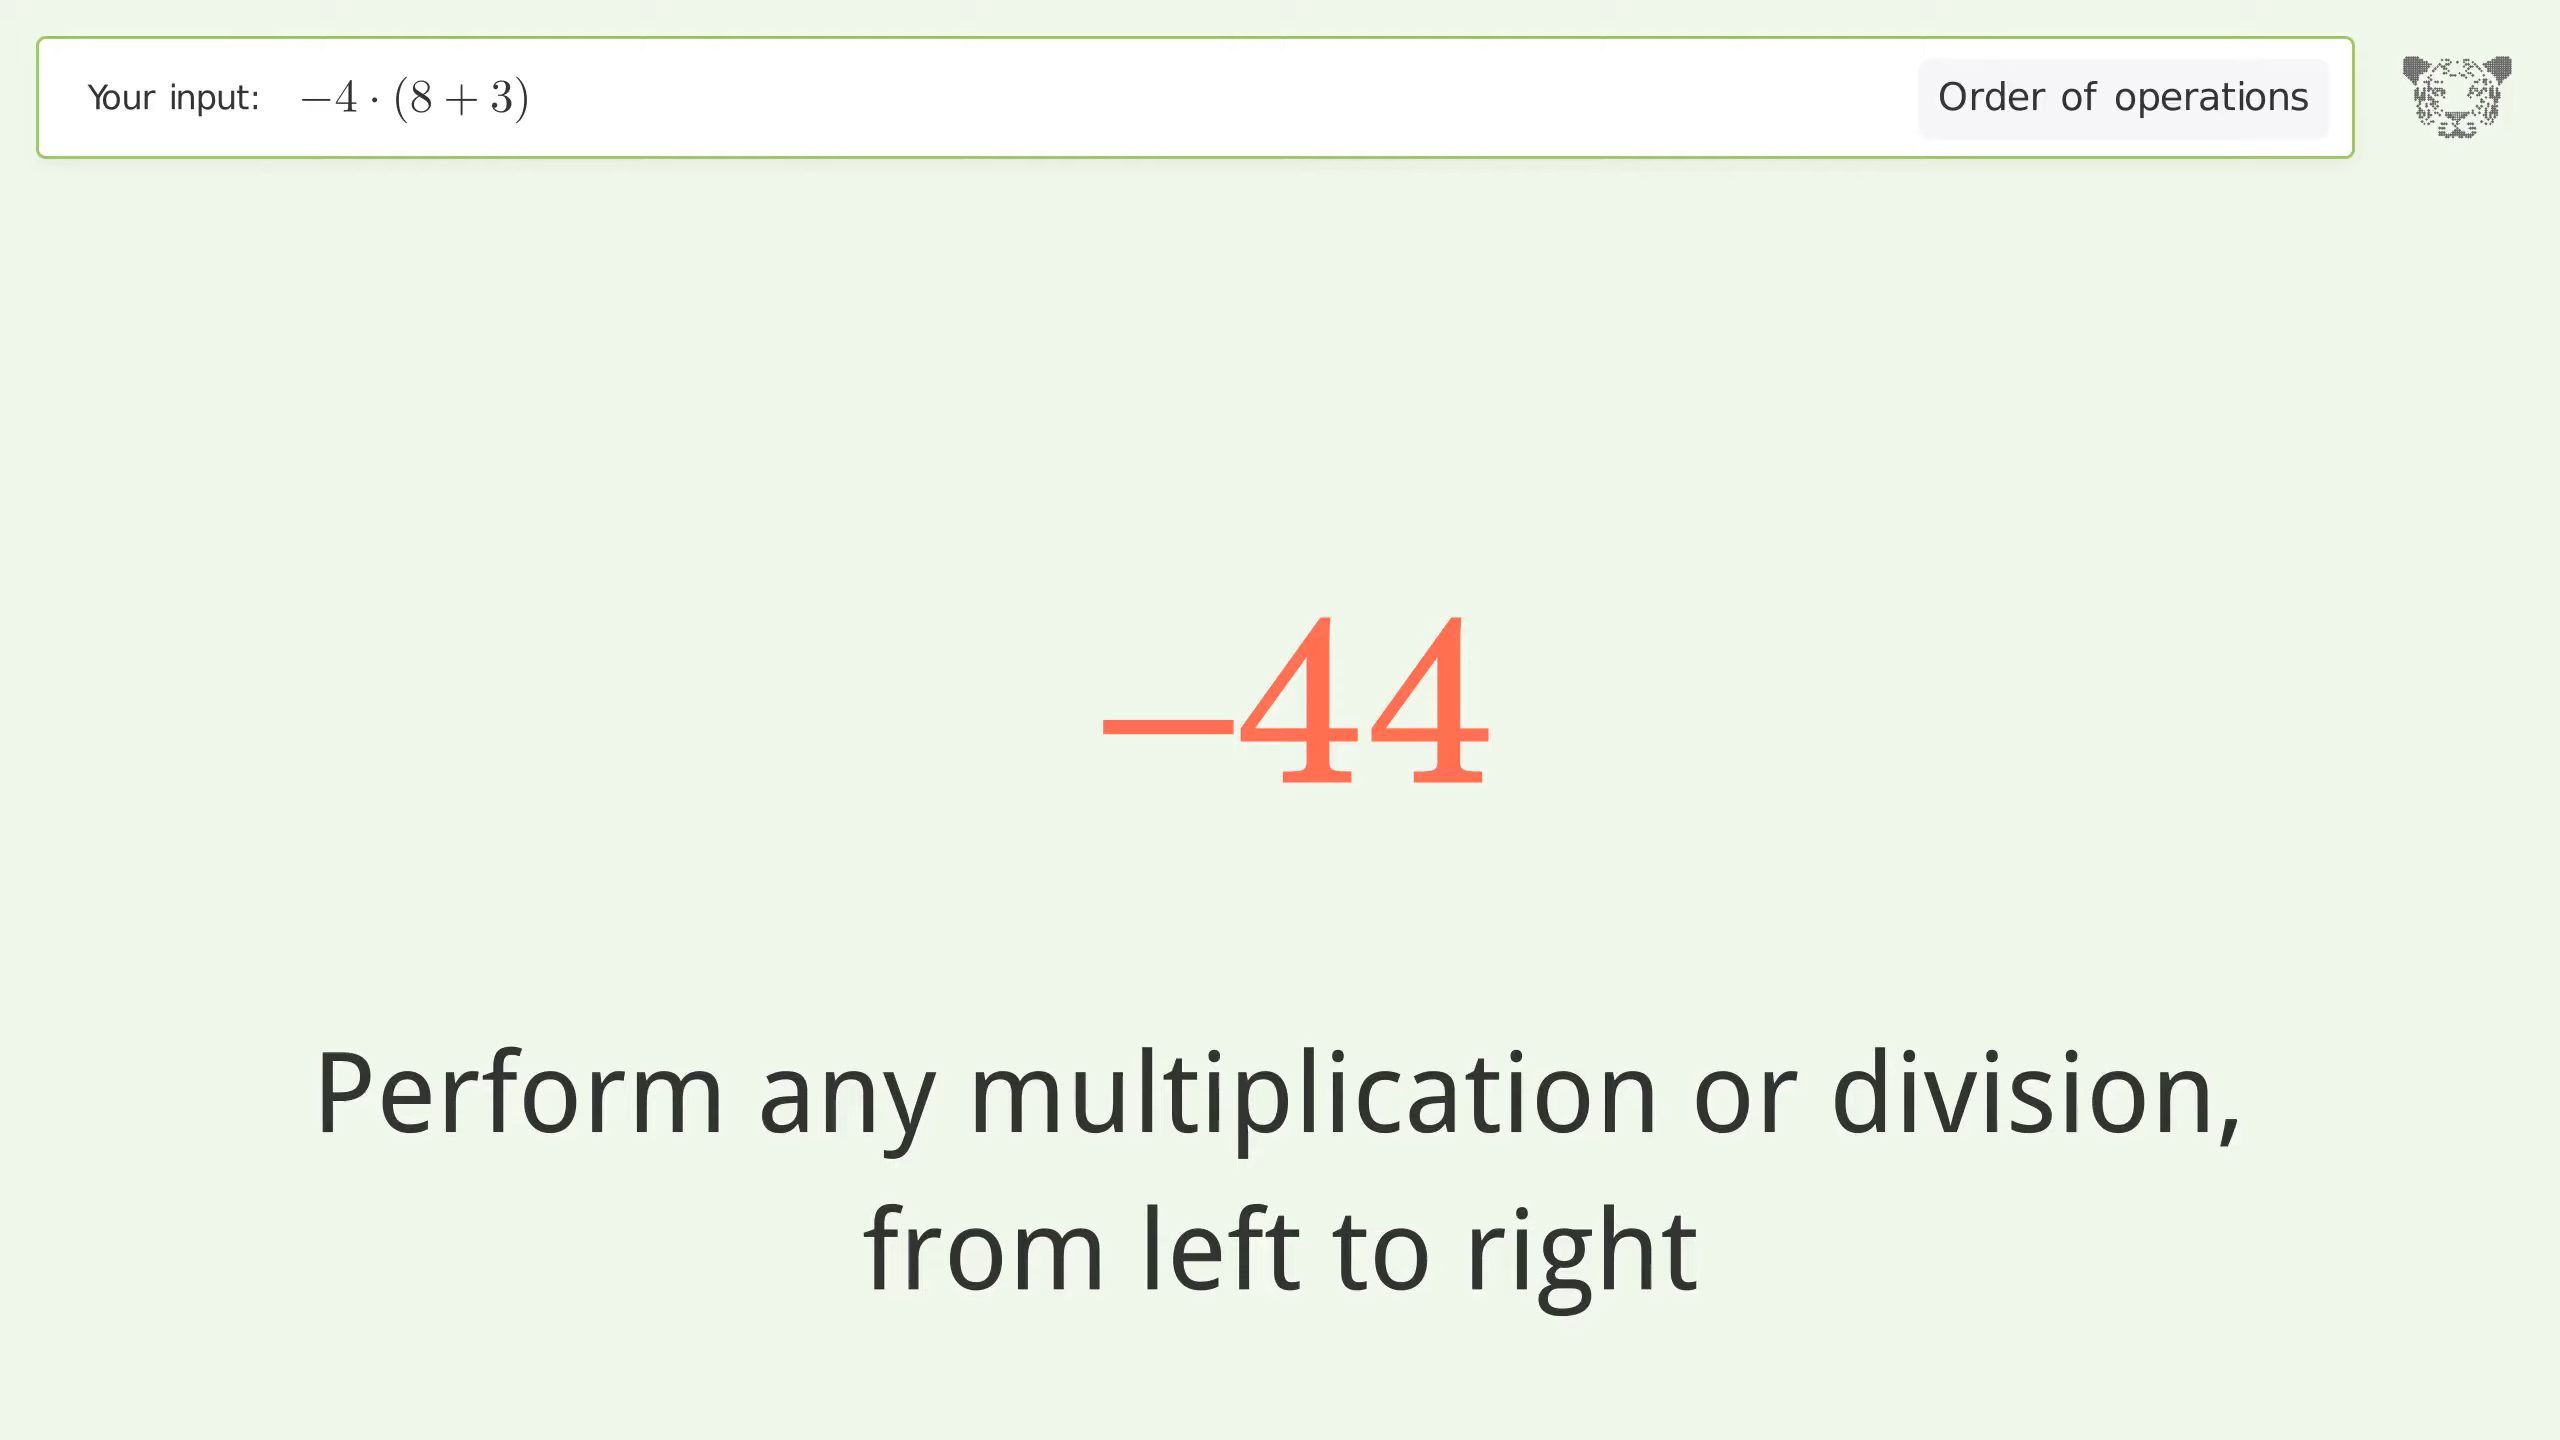 Your input: −4 · (8 + 3) Order of operations
−44
Perform any multiplication or division,
from left to right